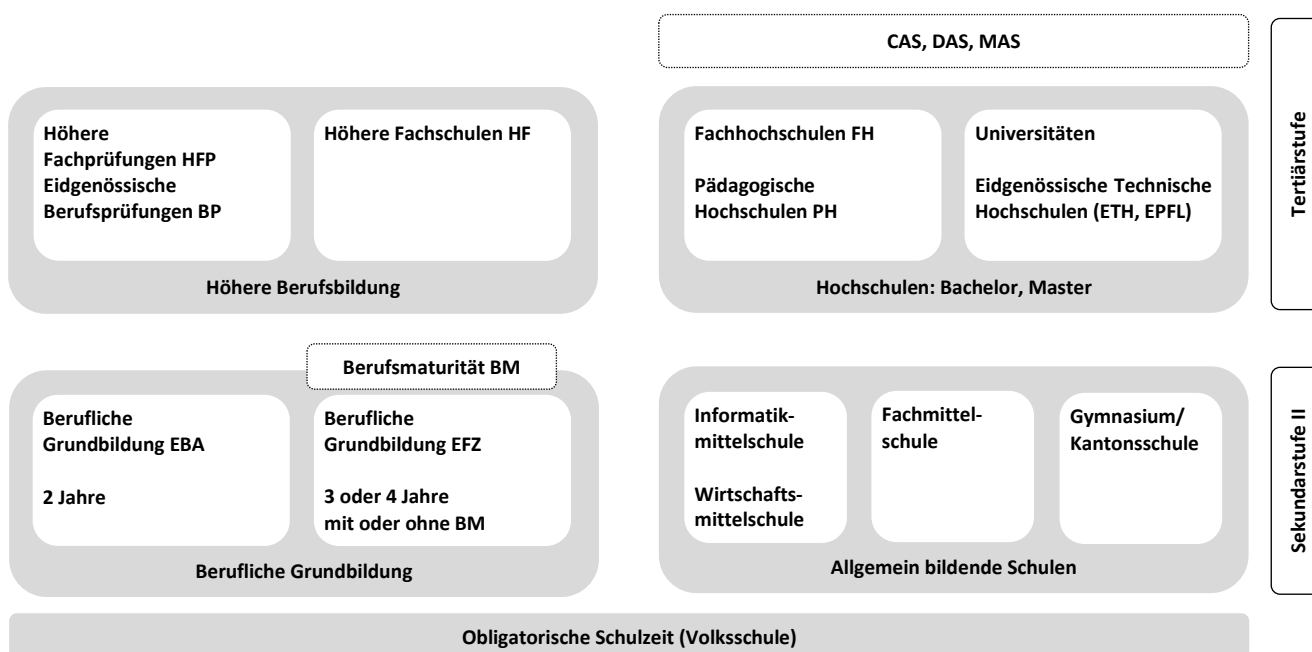 CAS, DAS, MAS
Höhere
Fachprüfungen HFP
Eidgenössische
Berufsprüfungen BP
Höhere Fachschulen HF
Höhere Berufsbildung
Fachhochschulen FH
Pädagogische
Hochschulen PH
Universitäten
Eidgenössische Technische
Hochschulen (ETH, EPFL)
Hochschulen: Bachelor, Master
Tertiärstufe
Berufsmaturität BM
Berufliche
Grundbildung EBA
2 Jahre
Berufliche
Grundbildung EFZ
3 oder 4 Jahre
mit oder ohne BM
Berufliche Grundbildung
Informatik-
mittelschule
Wirtschafts-
mittelschule
Fachmittel-
schule
Gymnasium/
Kantonsschule
Allgemein bildende Schulen
Sekundarstufe II
Obligatorische Schulzeit (Volksschule)